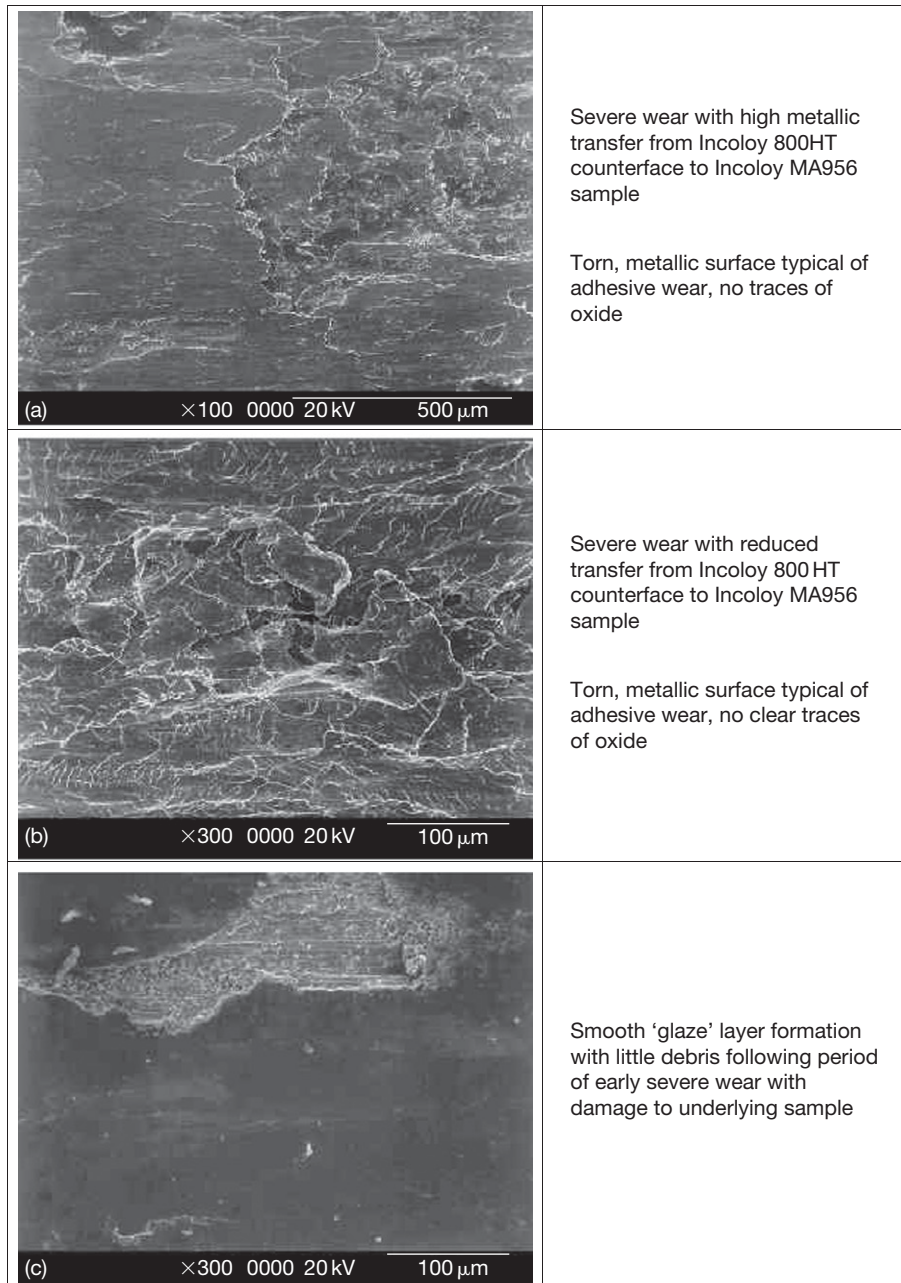 Severe wear with high metallic
transfer from Incoloy 800HT
counterface to Incoloy MA956
sample
Torn, metallic surface typical of
adhesive wear, no traces of
oxide
(a) ×100 0000 20 kV 500 μm
Severe wear with reduced
transfer from Incoloy 800 HT
counterface to Incoloy MA956
sample
Torn, metallic surface typical of
adhesive wear, no clear traces
of oxide
(b) ×300 0000 20 kV 100 μm
Smooth ‘glaze’ layer formation
with little debris following period
of early severe wear with
damage to underlying sample
(c) ×300 0000 20 kV 100 μm